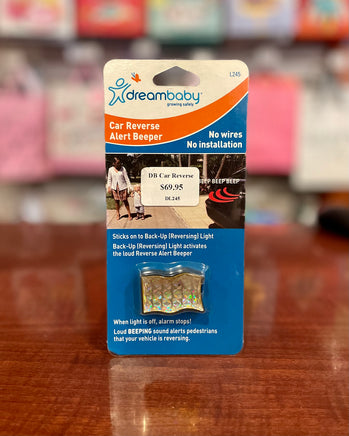 L245
dreambaby
growing safely
Car Reverse
Alert Beeper
No wires
No installation
DB Car Reverse
$69.95
DL245
BEEP BEEP
Sticks on to Back-Up (Reversing) Light
Back-Up (Reversing) Light activates
the loud Reverse Alert Beeper.
When light is off, alarm stops!
Loud BEEPING sound alerts pedestrians
that your vehicle is reversing.